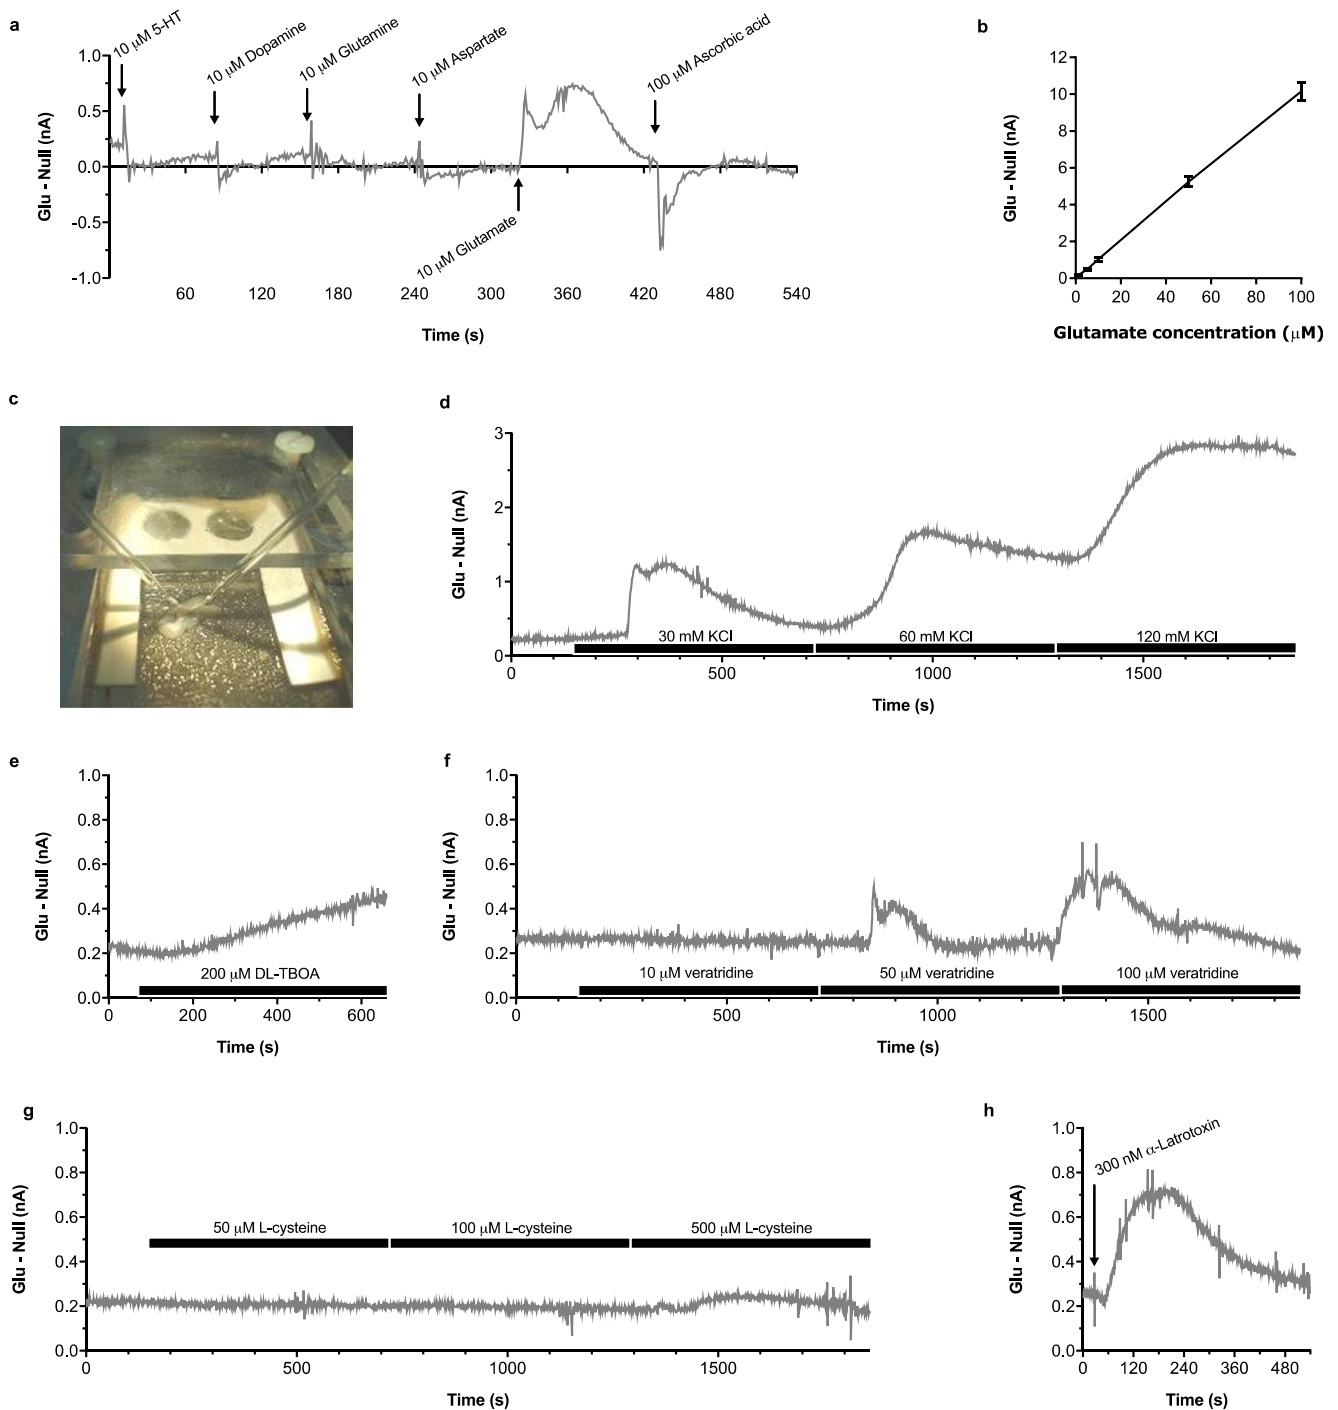 a
10 μM 5-HT
10 μM Dopamine
10 μM Glutamine
10 μM Aspartate
100 μM Ascorbic acid
10 μM Glutamate
1.0
0.5
0.0
-0.5
-1.0
Glu - Null (nA)
60 120 180 240 300 360 420 480 540
Time (s)
b
12
10
8
6
4
2
0
Glu - Null (nA)
0 20 40 60 80 100
Glutamate concentration (μM)
c
d
3
2
1
0
Glu - Null (nA)
30 mM KCl 60 mM KCl 120 mM KCl
0 500 1000 1500
Time (s)
e
1.0
0.8
0.6
0.4
0.2
0.0
Glu - Null (nA)
200 μM DL-TBOA
0 200 400 600
Time (s)
f
1.0
0.8
0.6
0.4
0.2
0.0
Glu - Null (nA)
10 μM veratridine 50 μM veratridine 100 μM veratridine
0 500 1000 1500
Time (s)
g
1.0
0.8
0.6
0.4
0.2
0.0
Glu - Null (nA)
50 μM L-cysteine 100 μM L-cysteine 500 μM L-cysteine
0 500 1000 1500
Time (s)
h
1.0
0.8
0.6
0.4
0.2
0.0
Glu - Null (nA)
300 nM α-Latrotoxin
0 120 240 360 480
Time (s)